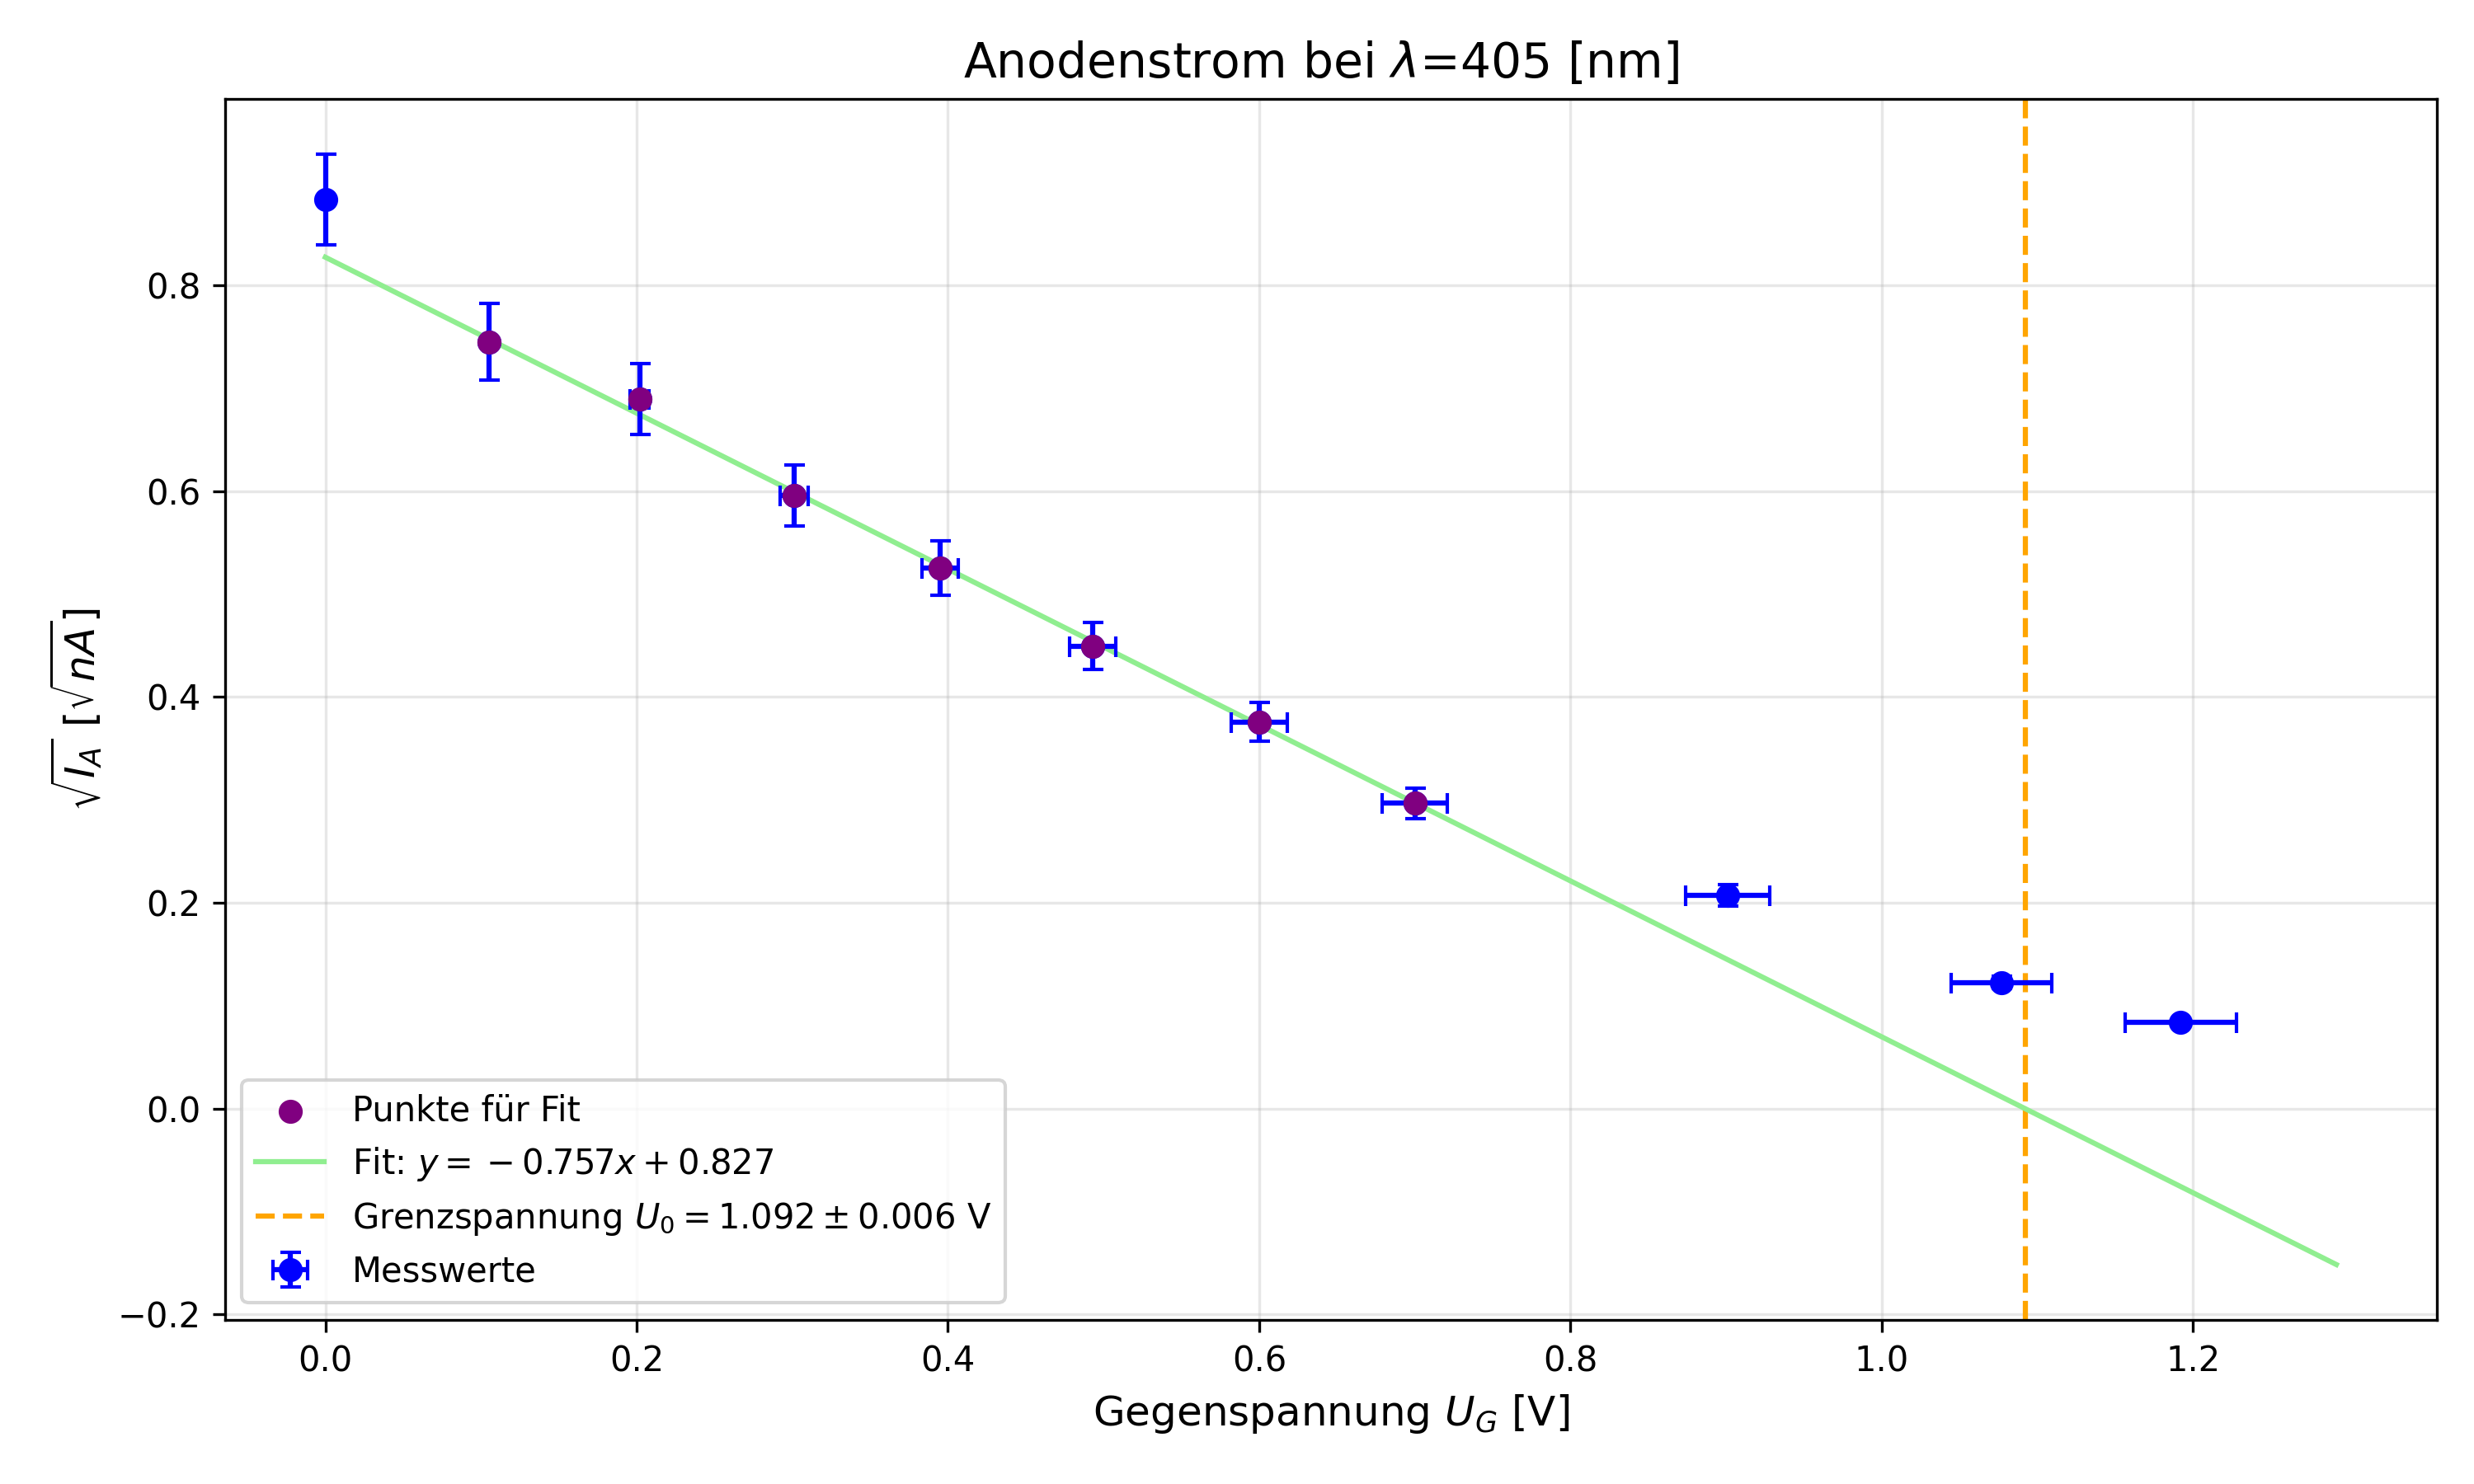 Anodenstrom bei λ=405 [nm]
√I_A [√nA]
0.8
0.6
0.4
0.2
0.0
−0.2
Punkte für Fit
Fit: y = −0.757x + 0.827
Grenzspannung U₀ = 1.092 ± 0.006 V
Messwerte
0.0 0.2 0.4 0.6 0.8 1.0 1.2
Gegenspannung U_G [V]